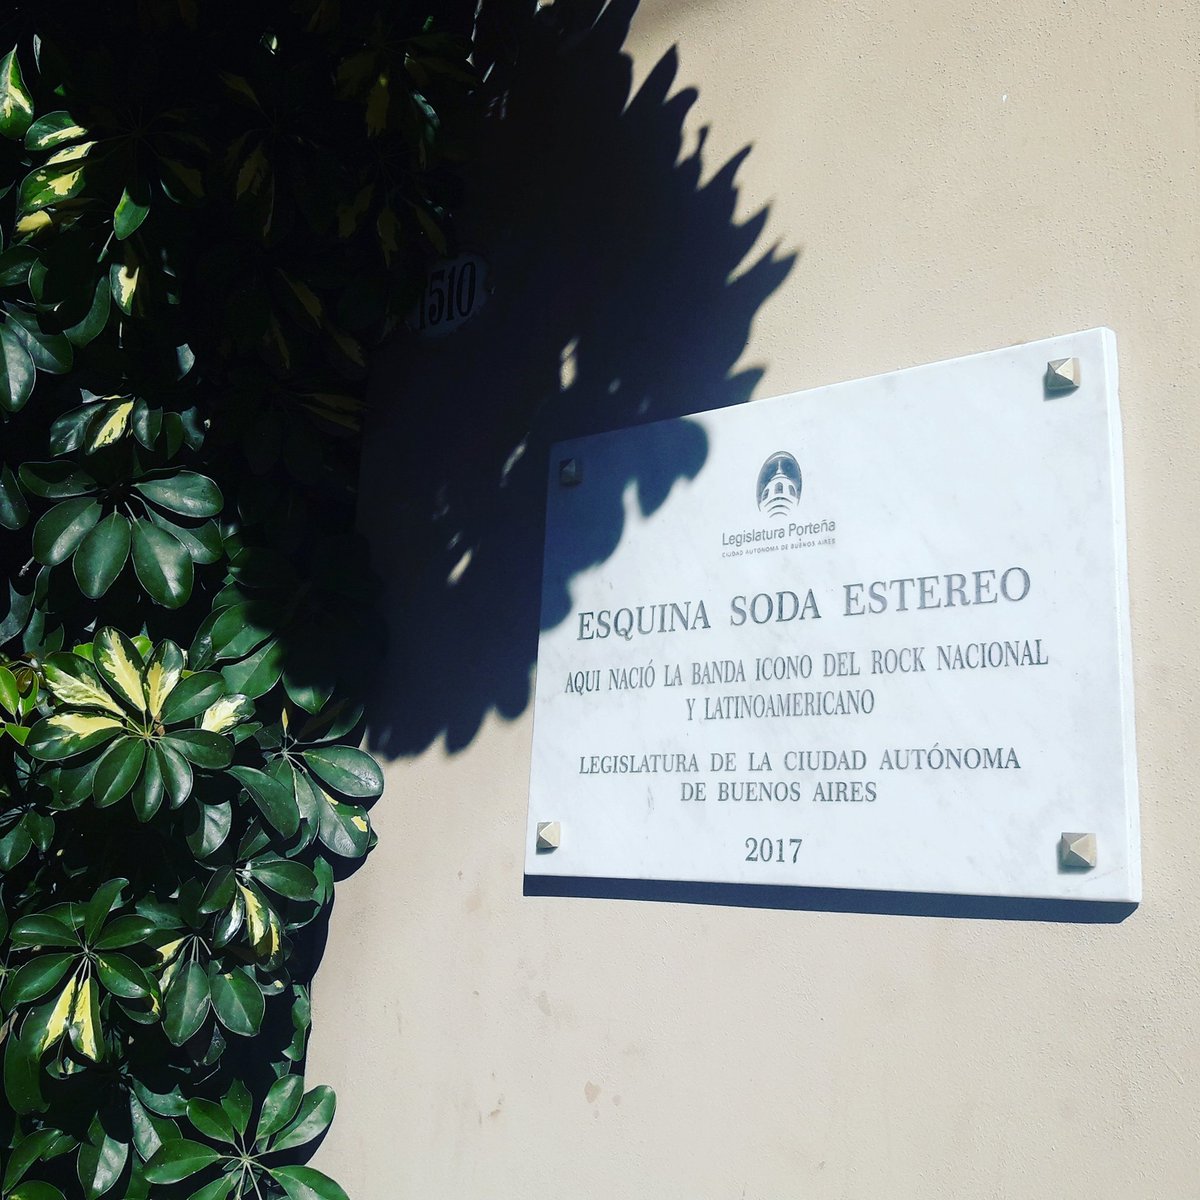 1510
Legislatura Porteña
CIUDAD AUTONOMA DE BUENOS AIRES
ESQUINA SODA ESTEREO
AQUI NACIÓ LA BANDA ICONO DEL ROCK NACIONAL
Y LATINOAMERICANO
LEGISLATURA DE LA CIUDAD AUTÓNOMA
DE BUENOS AIRES
2017